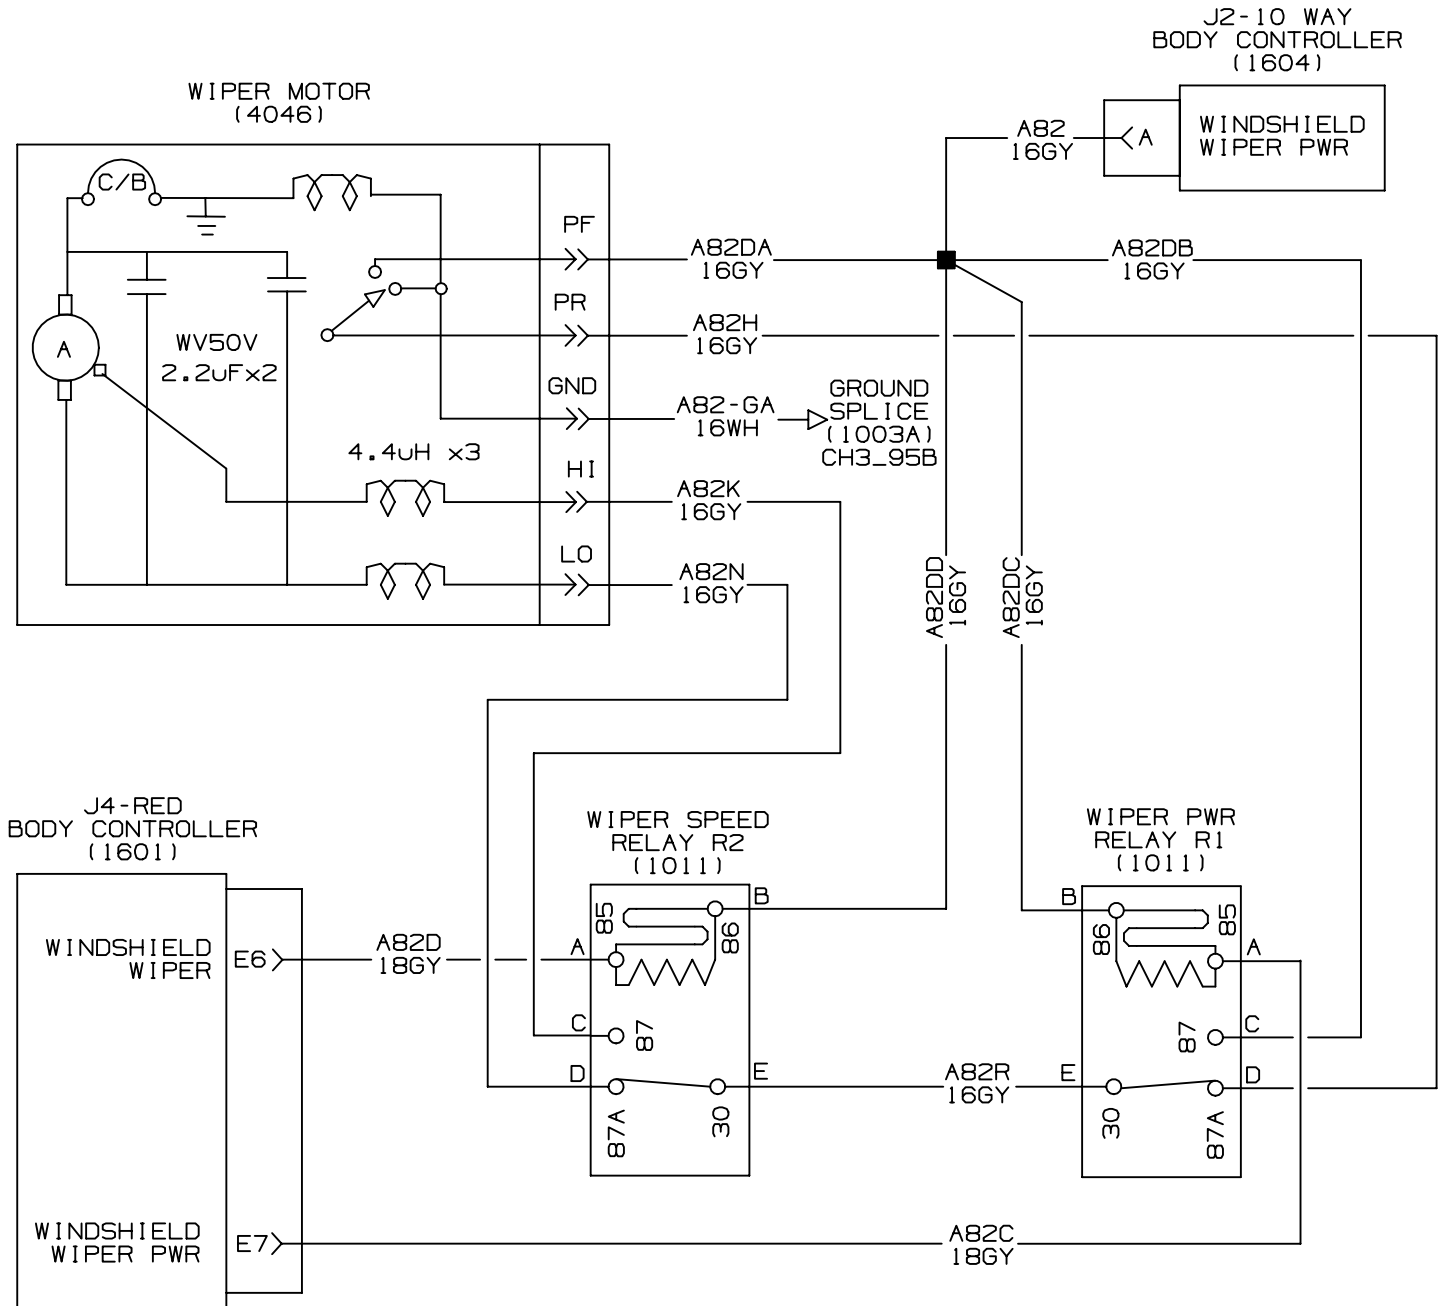 J2-10 WAY
BODY CONTROLLER
(1604)
WIPER MOTOR
(4046)
A82
16GY
A
WINDSHIELD
WIPER PWR
C/B
PF
A82DA
16GY
A82DB
16GY
PR
A82H
16GY
A
WV50V
2.2uFx2
GND
A82-GA
16WH
GROUND
SPLICE
(1003A)
CH3_95B
4.4uH x3
HI
A82K
16GY
LO
A82N
16GY
A82DD
16GY
A82DC
16GY
J4-RED
BODY CONTROLLER
(1601)
WIPER SPEED
RELAY R2
(1011)
WIPER PWR
RELAY R1
(1011)
WINDSHIELD
WIPER
E6
A82D
18GY
A
85
86
B
C
87
D
E
87A
30
A82R
16GY
B
86
85
A
87
C
E
D
30
87A
WINDSHIELD
WIPER PWR
E7
A82C
18GY